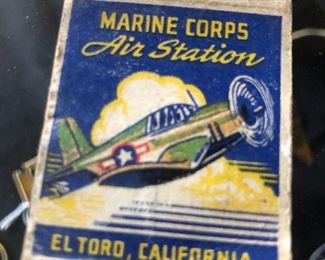 MARINE CORPS
Air Station
EL TORO, CALIFORNIA